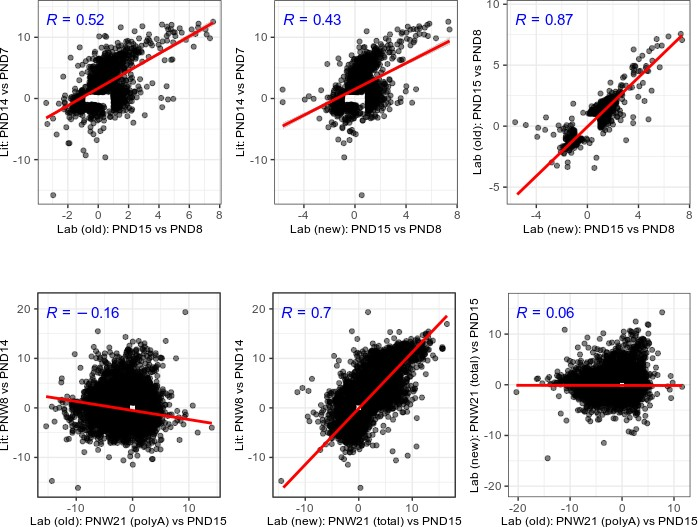 R = 0.52
10
0
-10
-2
0
2
4
6
8
Lab (old): PND15 vs PND8
Lit: PND14 vs PND7
R = 0.43
10
0
-10
-4
0
4
8
Lab (new): PND15 vs PND8
Lit: PND14 vs PND7
R = 0.87
10
5
0
-5
-4
0
4
8
Lab (new): PND15 vs PND8
Lab (old): PND15 vs PND8
R = −0.16
20
10
0
-10
-10
0
10
Lab (old): PNW21 (polyA) vs PND15
Lit: PNW8 vs PND14
R = 0.7
20
10
0
-10
-10
0
10
Lab (new): PNW21 (total) vs PND15
Lit: PNW8 vs PND14
R = 0.06
10
0
-10
-20
-20
-10
0
10
Lab (old): PNW21 (polyA) vs PND15
Lab (new): PNW21 (total) vs PND15